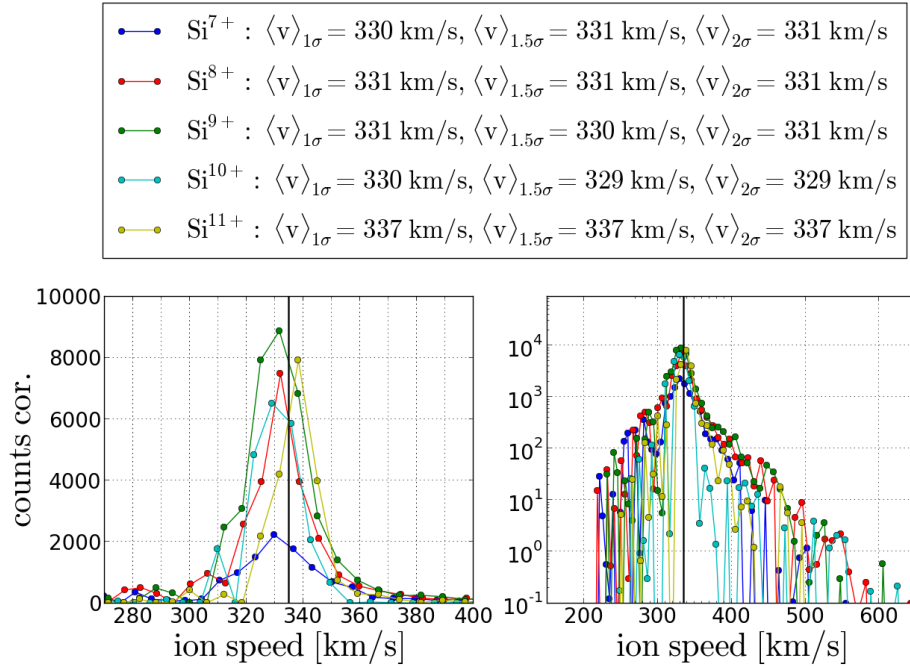 Si⁷⁺ : ⟨v⟩₁σ = 330 km/s, ⟨v⟩₁.₅σ = 331 km/s, ⟨v⟩₂σ = 331 km/s
Si⁸⁺ : ⟨v⟩₁σ = 331 km/s, ⟨v⟩₁.₅σ = 331 km/s, ⟨v⟩₂σ = 331 km/s
Si⁹⁺ : ⟨v⟩₁σ = 331 km/s, ⟨v⟩₁.₅σ = 330 km/s, ⟨v⟩₂σ = 331 km/s
Si¹⁰⁺ : ⟨v⟩₁σ = 330 km/s, ⟨v⟩₁.₅σ = 329 km/s, ⟨v⟩₂σ = 329 km/s
Si¹¹⁺ : ⟨v⟩₁σ = 337 km/s, ⟨v⟩₁.₅σ = 337 km/s, ⟨v⟩₂σ = 337 km/s
counts cor.
10000
8000
6000
4000
2000
0
280 300 320 340 360 380 400
ion speed [km/s]
10⁴
10³
10²
10¹
10⁰
10⁻¹
200 300 400 500 600
ion speed [km/s]